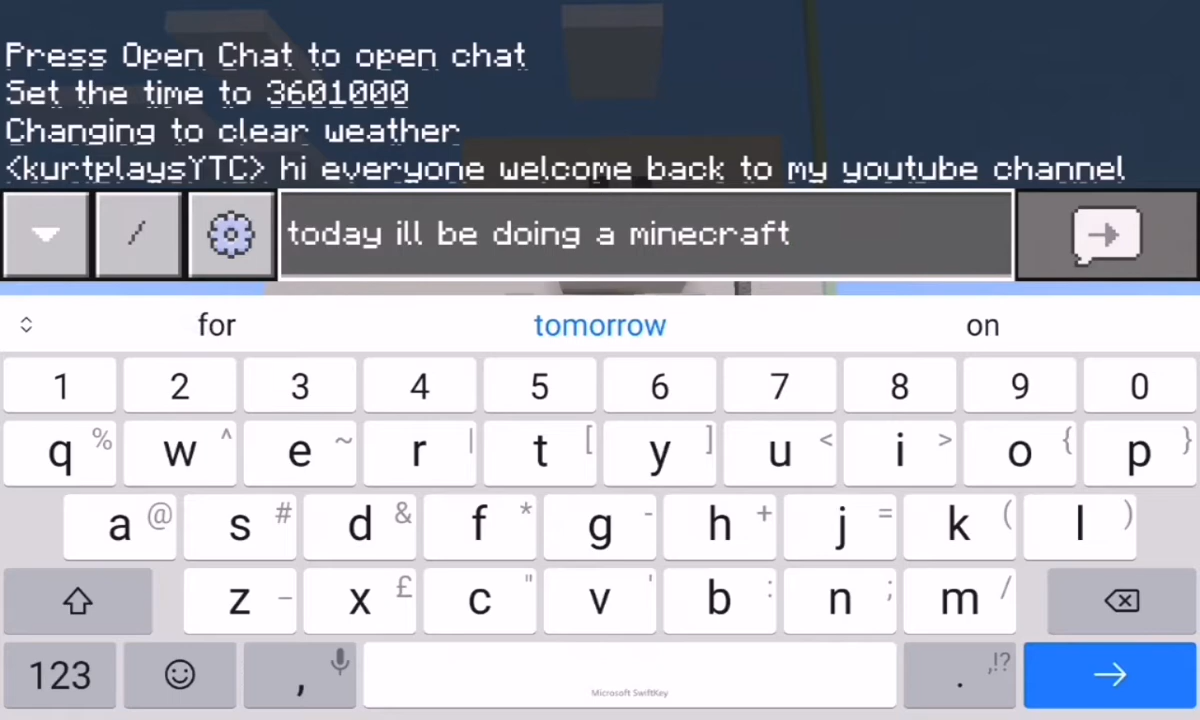 Press Open Chat to open chat
Set the time to 3601000
Changing to clear weather
<kurtplaysYTC> hi everyone welcome back to my youtube channel
/ today ill be doing a minecraft
for tomorrow on
1 2 3 4 5 6 7 8 9 0
q % w ^ e ~ r | t [ y ] u < i > o { p }
a @ s # d & f * g - h + j = k ( l )
z _ x £ c " v ' b : n ; m /
123 , Microsoft SwiftKey . ,!?